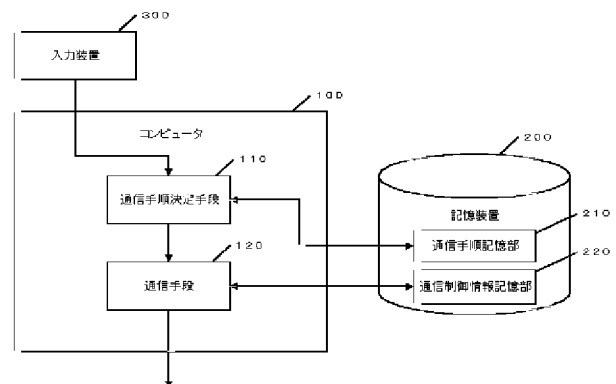 300
入力装置
100
コンピュータ
200
110
通信手順決定手段
記憶装置
210
通信手順記憶部
120
220
通信手段
通信制御情報記憶部